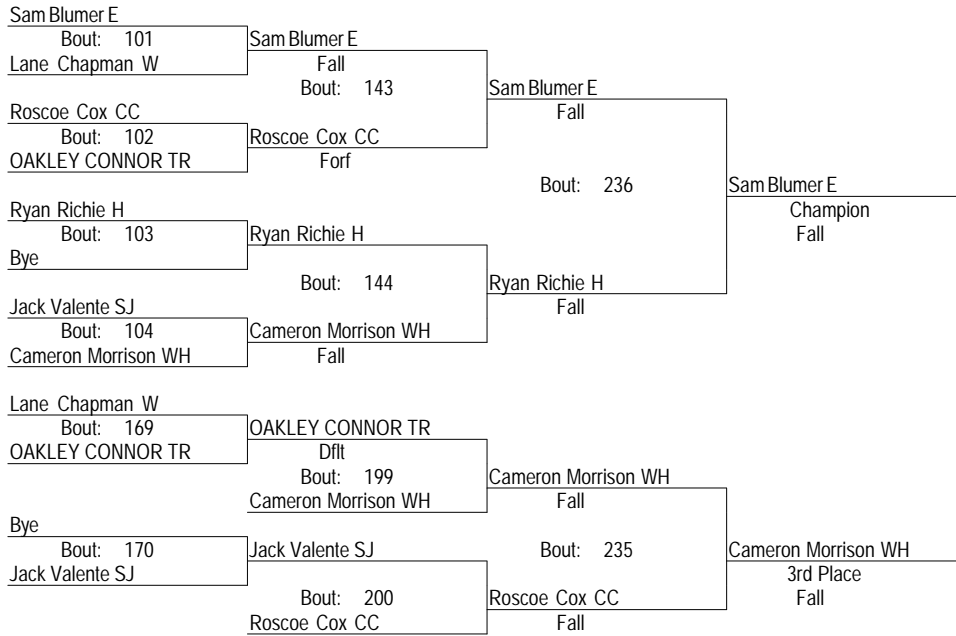 Sam Blumer E
Bout: 101
Sam Blumer E
Lane Chapman W
Fall
Bout: 143
Sam Blumer E
Roscoe Cox CC
Fall
Bout: 102
Roscoe Cox CC
OAKLEY CONNOR TR
Forf
Bout: 236
Sam Blumer E
Ryan Richie H
Champion
Bout: 103
Ryan Richie H
Fall
Bye
Bout: 144
Ryan Richie H
Jack Valente SJ
Fall
Bout: 104
Cameron Morrison WH
Cameron Morrison WH
Fall
Lane Chapman W
Bout: 169
OAKLEY CONNOR TR
OAKLEY CONNOR TR
Dflt
Bout: 199
Cameron Morrison WH
Cameron Morrison WH
Fall
Bye
Bout: 170
Jack Valente SJ
Bout: 235
Cameron Morrison WH
Jack Valente SJ
3rd Place
Bout: 200
Roscoe Cox CC
Fall
Roscoe Cox CC
Fall